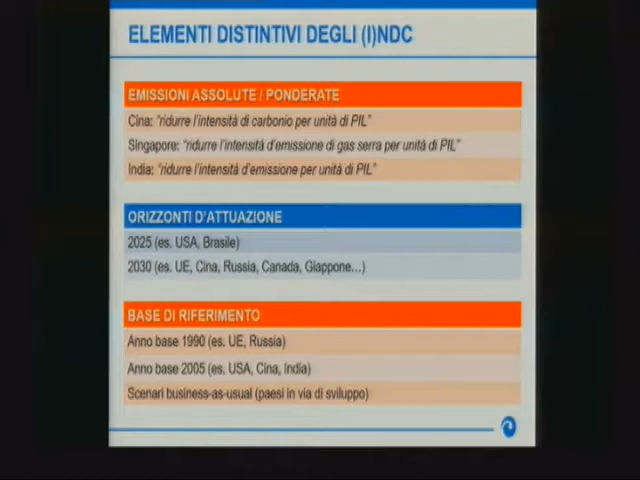 ELEMENTI DISTINTIVI DEGLI (I)NDC
EMISSIONI ASSOLUTE / PONDERATE
Cina: "ridurre l'intensità di carbonio per unità di PIL"
Singapore: "ridurre l'intensità d'emissione di gas serra per unità di PIL"
India: "ridurre l'intensità d'emissione per unità di PIL"
ORIZZONTI D'ATTUAZIONE
2025 (es. USA, Brasile)
2030 (es. UE, Cina, Russia, Canada, Giappone…)
BASE DI RIFERIMENTO
Anno base 1990 (es. UE, Russia)
Anno base 2005 (es. USA, Cina, India)
Scenari business-as-usual (paesi in via di sviluppo)